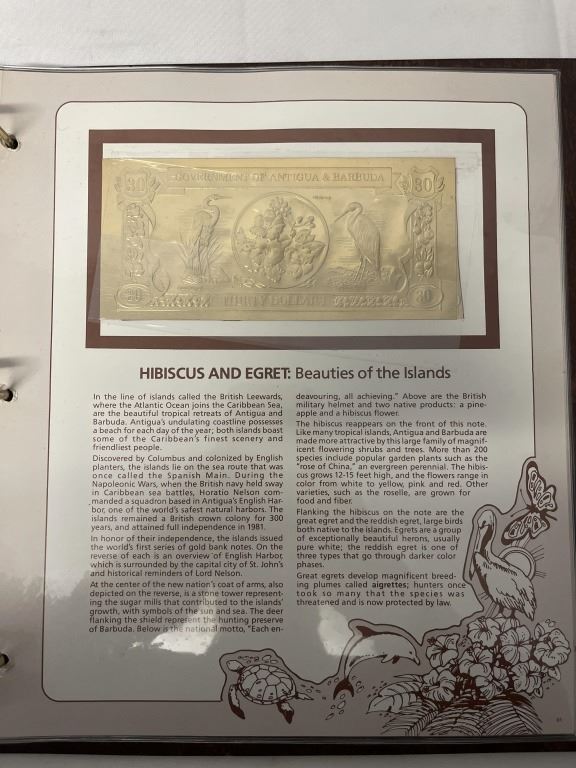 GOVERNMENT OF ANTIGUA & BARBUDA
30
30
30
THIRTY DOLLARS
30
HIBISCUS AND EGRET: Beauties of the Islands
In the line of islands called the British Leewards,
where the Atlantic Ocean joins the Caribbean Sea,
are the beautiful tropical retreats of Antigua and
Barbuda. Antigua's undulating coastline possesses
a beach for each day of the year; both islands boast
some of the Caribbean's finest scenery and
friendliest people.
Discovered by Columbus and colonized by English
planters, the islands lie on the sea route that was
once called the Spanish Main. During the
Napoleonic Wars, when the British navy held sway
in Caribbean sea battles, Horatio Nelson com-
manded a squadron based in Antigua's English Har-
bor, one of the world's safest natural harbors. The
islands remained a British crown colony for 300
years, and attained full independence in 1981.
In honor of their independence, the islands issued
the world's first series of gold bank notes. On the
reverse of each is an overview of English Harbor,
which is surrounded by the capital city of St. John's
and historical reminders of Lord Nelson.
At the center of the new nation's coat of arms, also
depicted on the reverse, is a stone tower represent-
ing the sugar mills that contributed to the islands'
growth, with symbols of the sun and sea. The deer
flanking the shield represent the hunting preserve
of Barbuda. Below is the national motto, "Each en-
deavouring, all achieving." Above are the British
military helmet and two native products: a pine-
apple and a hibiscus flower.
The hibiscus reappears on the front of this note.
Like many tropical islands, Antigua and Barbuda are
made more attractive by this large family of magnif-
icent flowering shrubs and trees. More than 200
species include popular garden plants such as the
"rose of China," an evergreen perennial. The hibis-
cus grows 12-15 feet high, and the flowers range in
color from white to yellow, pink and red. Other
varieties, such as the roselle, are grown for
food and fiber.
Flanking the hibiscus on the note are the
great egret and the reddish egret, large birds
both native to the islands. Egrets are a group
of exceptionally beautiful herons, usually
pure white; the reddish egret is one of
three types that go through darker color
phases.
Great egrets develop magnificent breed-
ing plumes called aigrettes; hunters once
took so many that the species was
threatened and is now protected by law.